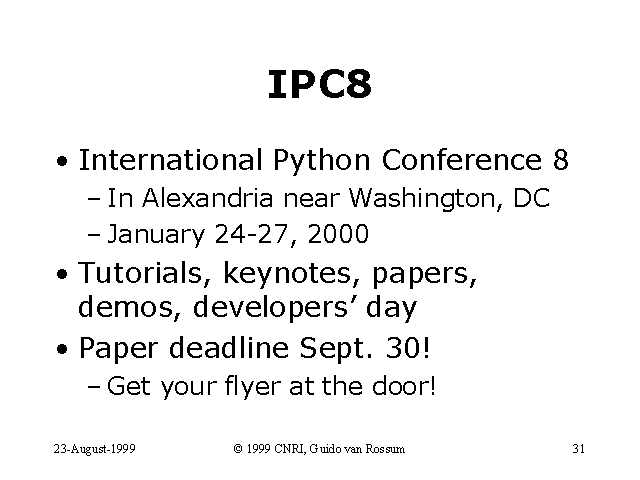 IPC8
• International Python Conference 8
– In Alexandria near Washington, DC
– January 24-27, 2000
• Tutorials, keynotes, papers,
demos, developers’ day
• Paper deadline Sept. 30!
– Get your flyer at the door!
23-August-1999 © 1999 CNRI, Guido van Rossum 31